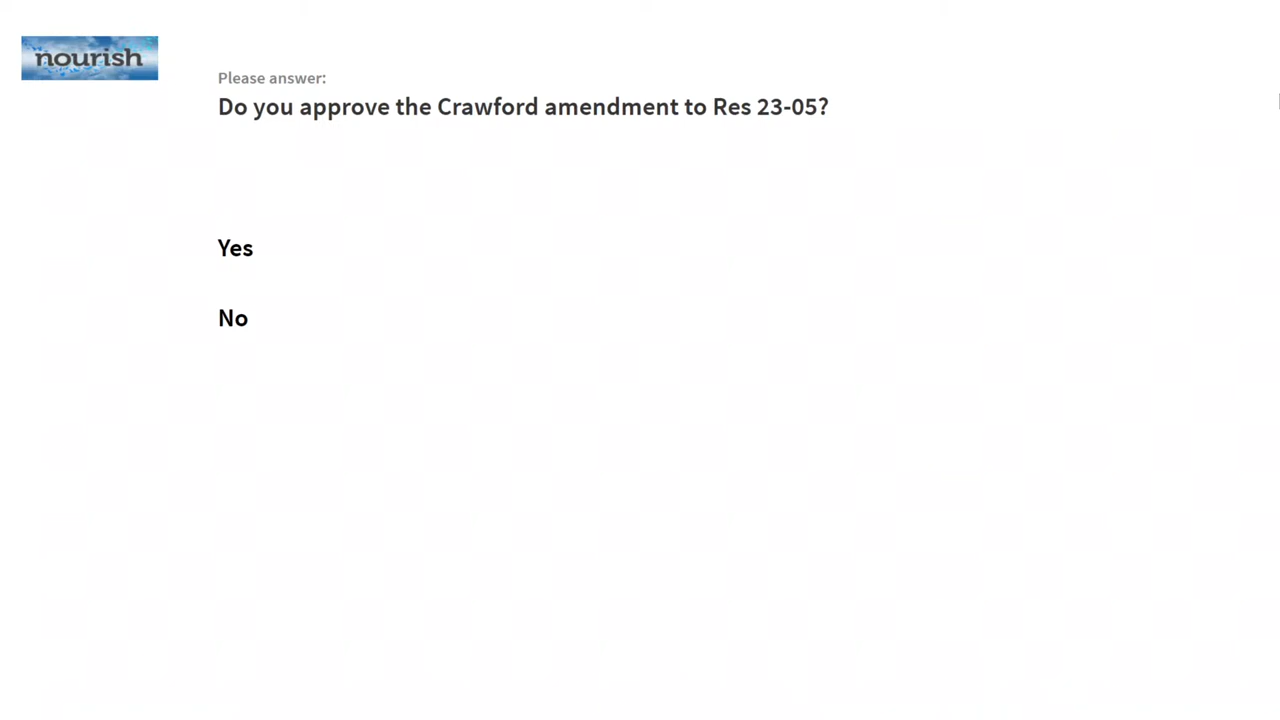 nourish
Please answer:
Do you approve the Crawford amendment to Res 23-05?
Yes
No